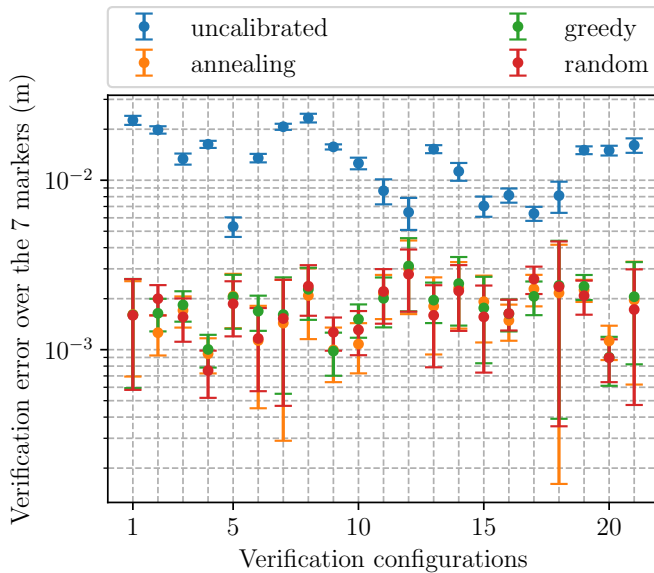 uncalibrated
annealing
greedy
random
Verification error over the 7 markers (m)
10⁻²
10⁻³
1 5 10 15 20
Verification configurations